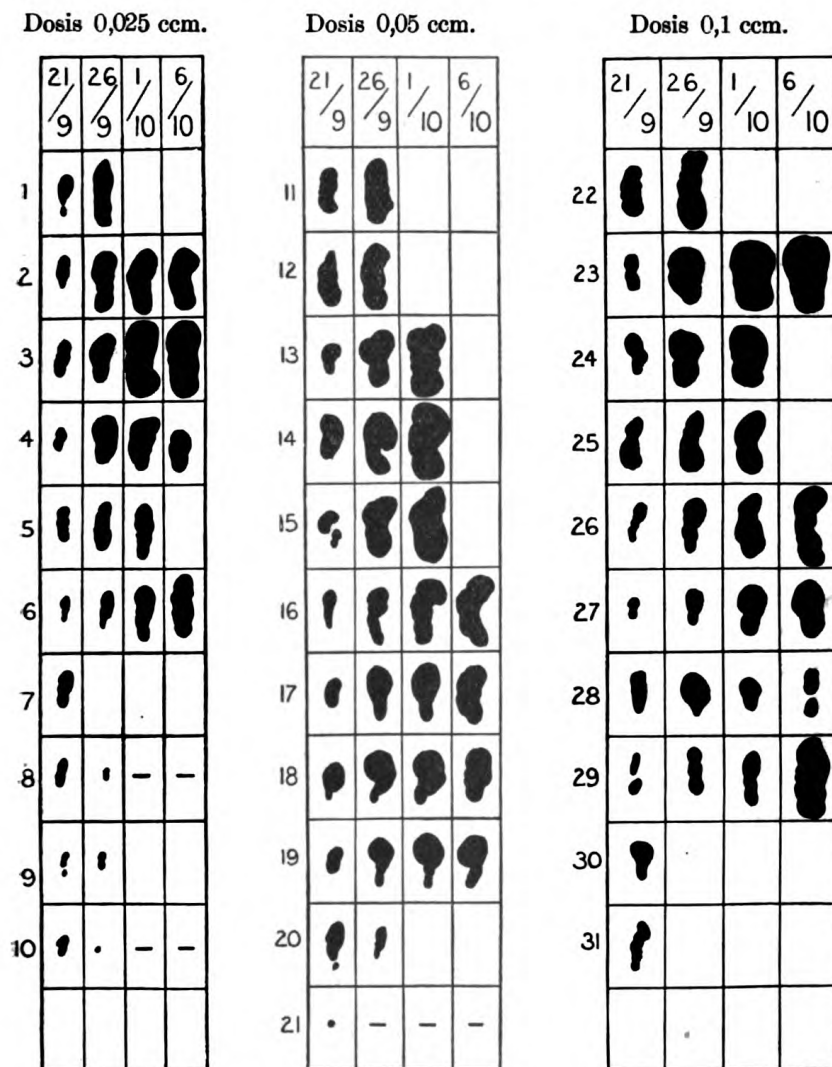 Dosis 0,025 ccm. Dosis 0,05 ccm. Dosis 0,1 ccm.
21/9 26/9 1/10 6/10 21/9 26/9 1/10 6/10 21/9 26/9 1/10 6/10
1 11 22
2 12 23
3 13 24
4 14 25
5 15 26
6 16 27
7 17 28
8 — — 18 29
9 19 30
10 — — 20 31
21 — — —